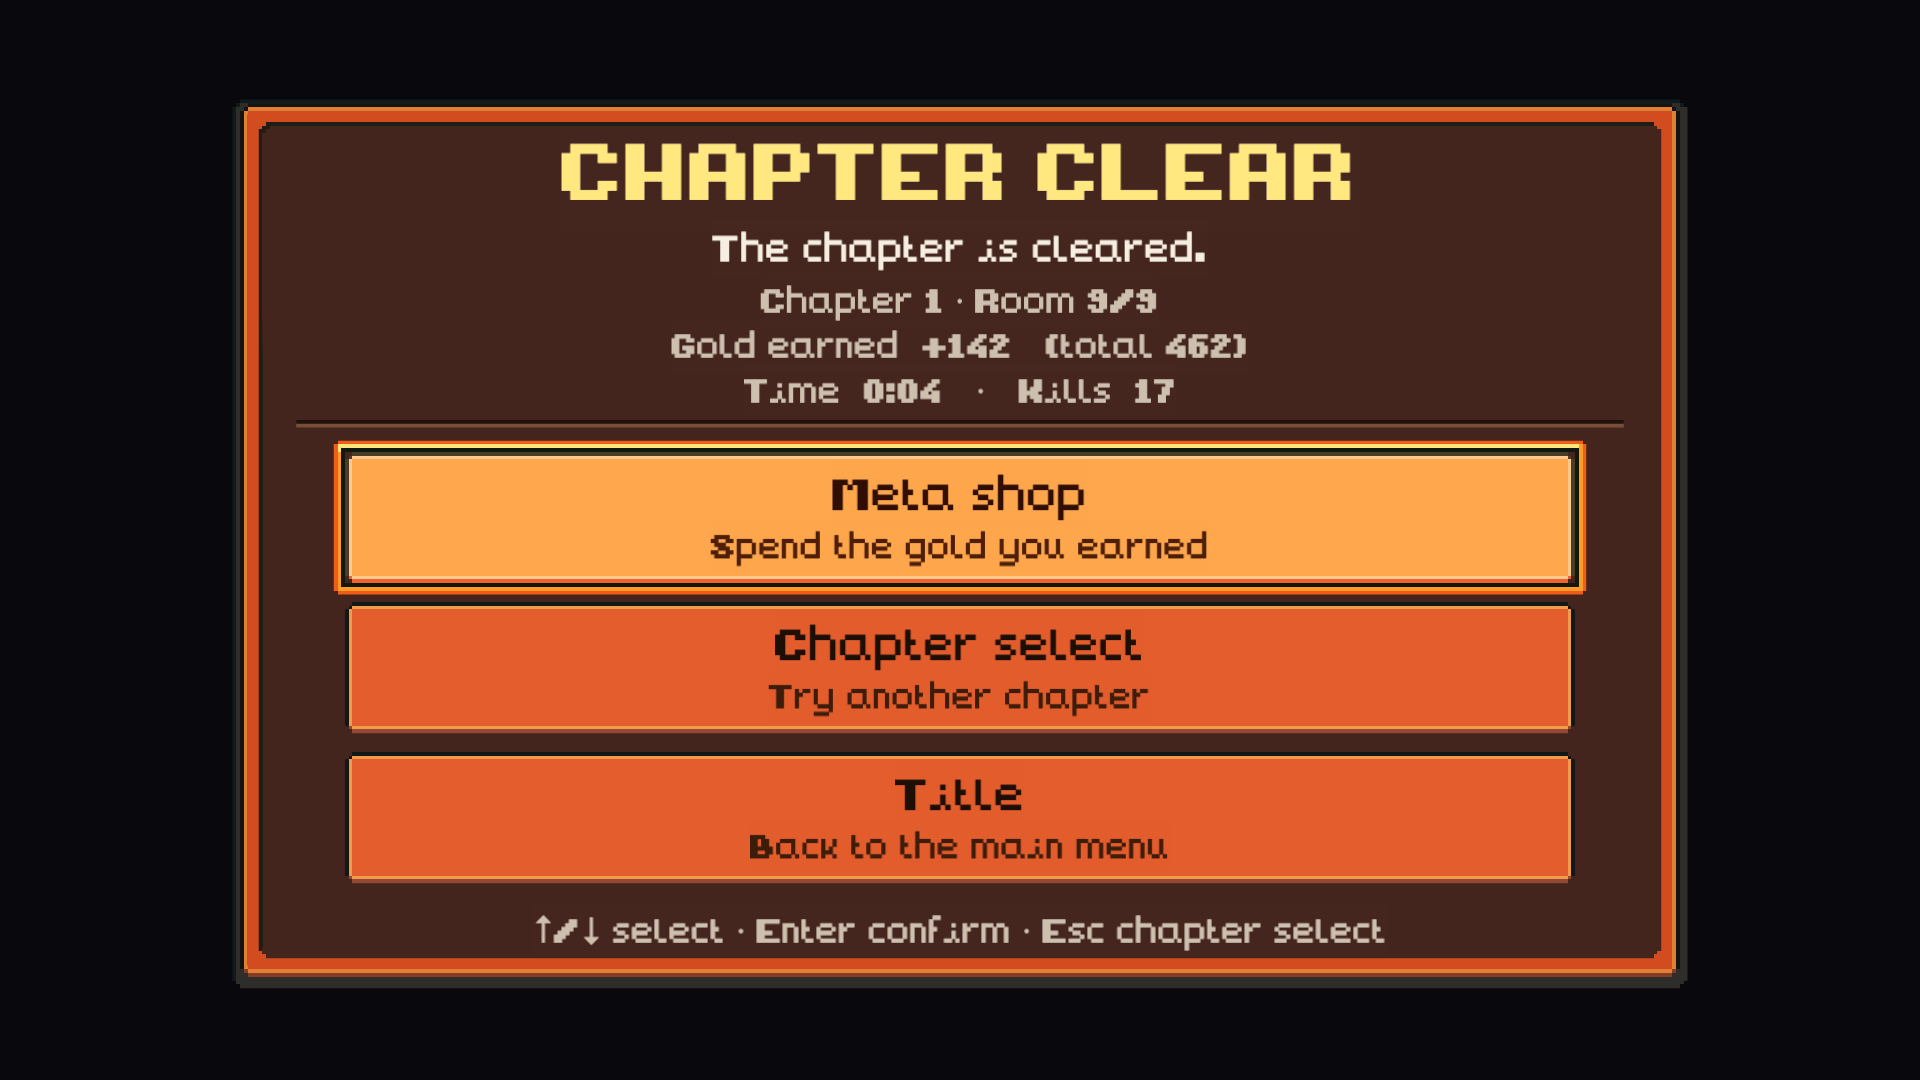 CHAPTER CLEAR
The chapter is cleared.
Chapter 1 · Room 9/9
Gold earned +142 (total 462)
Time 0:04 · Kills 17
Meta shop
Spend the gold you earned
Chapter select
Try another chapter
Title
Back to the main menu
↑/↓ select · Enter confirm · Esc chapter select